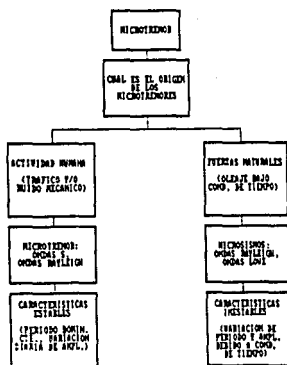 MICROTREMOR
CUAL ES EL ORIGEN
DE LOS
MICROTREMORES
ACTIVIDAD HUMANA
(TRAFICO Y/O
RUIDO MECANICO)
FUERZAS NATURALES
(OLEAJE BAJO
COND. DE TIEMPO)
MICROTREMOR:
ONDAS S,
ONDAS RAYLEIGH
MICROSISMOS:
ONDAS RAYLEIGH,
ONDAS LOVE
CARACTERISTICAS
ESTABLES
(PERIODO DOMIN.
CTE., VARIACION
DIARIA DE AMPL.)
CARACTERISTICAS
INESTABLES
(VARIACION DE
PERIODO Y AMPL.
DEBIDO A COND.
DE TIEMPO)